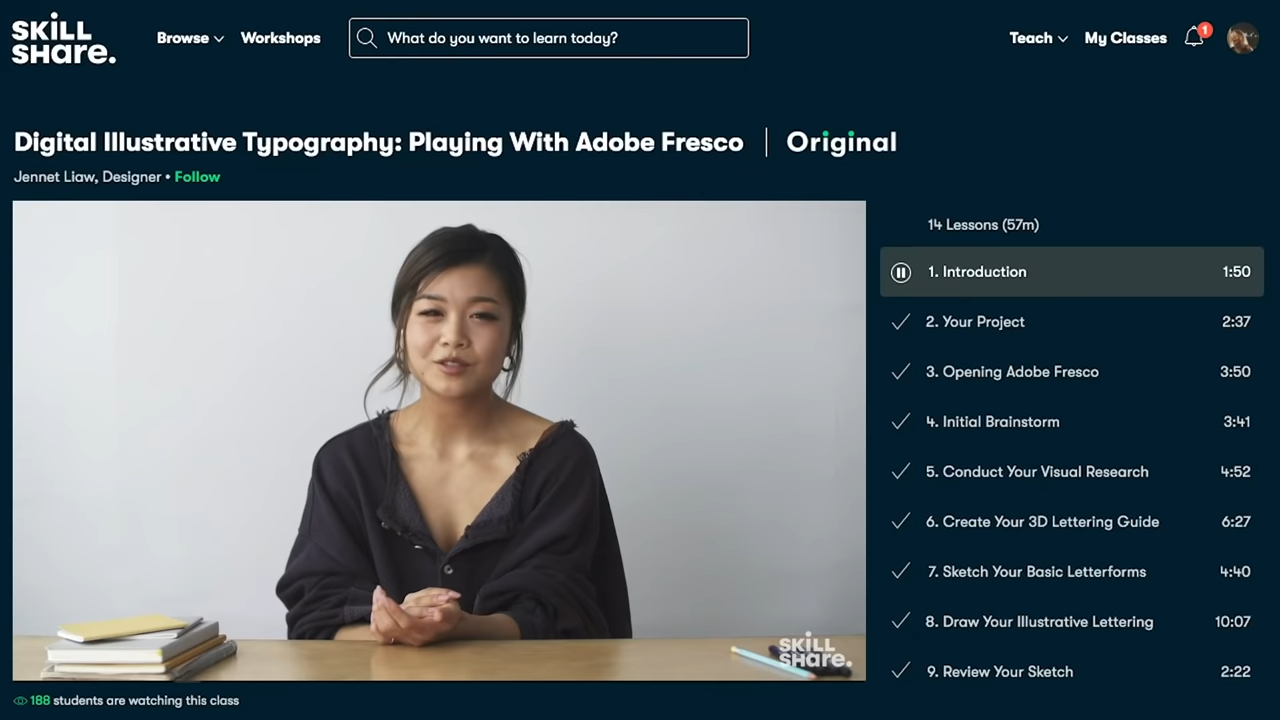 SKILL
SHare.
Browse
Workshops
What do you want to learn today?
Teach
My Classes
1
Digital Illustrative Typography: Playing With Adobe Fresco | Original
Jennet Liaw, Designer • Follow
14 Lessons (57m)
1. Introduction 1:50
2. Your Project 2:37
3. Opening Adobe Fresco 3:50
4. Initial Brainstorm 3:41
5. Conduct Your Visual Research 4:52
6. Create Your 3D Lettering Guide 6:27
7. Sketch Your Basic Letterforms 4:40
8. Draw Your Illustrative Lettering 10:07
9. Review Your Sketch 2:22
SKILL
SHare.
188 students are watching this class